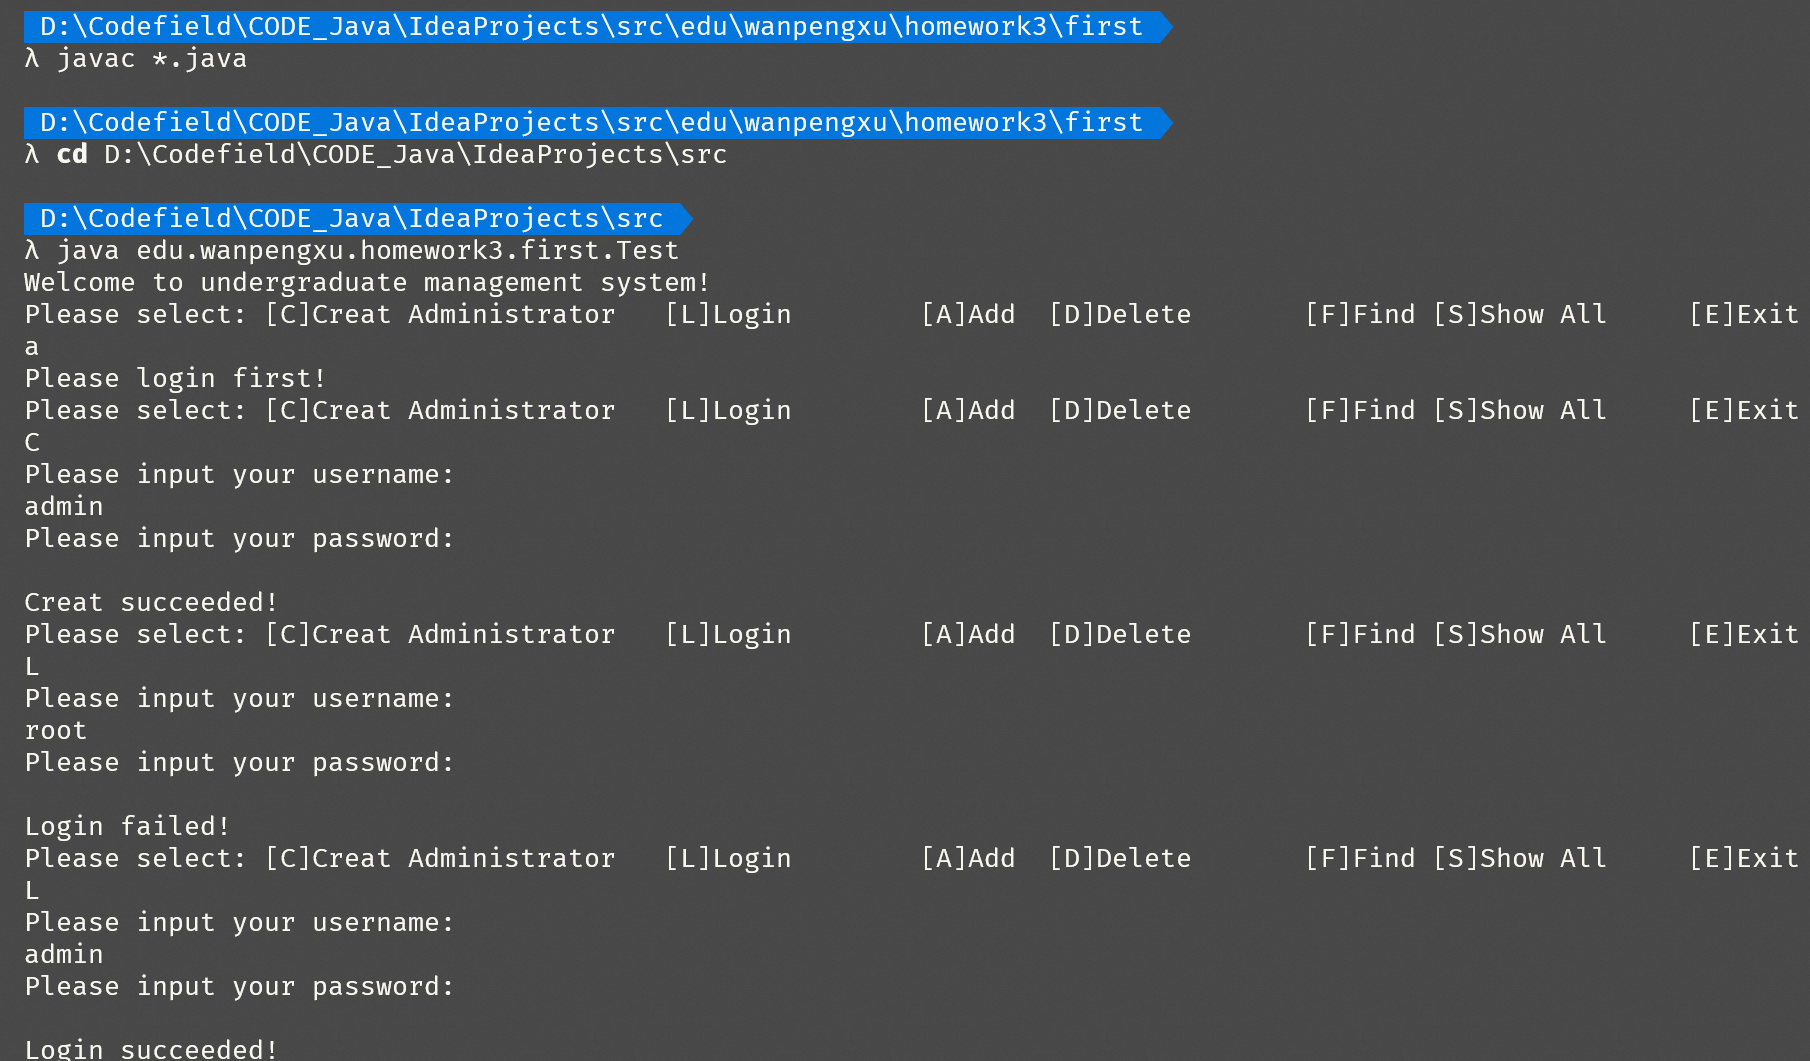 D:\Codefield\CODE_Java\IdeaProjects\src\edu\wanpengxu\homework3\first
λ javac *.java
D:\Codefield\CODE_Java\IdeaProjects\src\edu\wanpengxu\homework3\first
λ cd D:\Codefield\CODE_Java\IdeaProjects\src
D:\Codefield\CODE_Java\IdeaProjects\src
λ java edu.wanpengxu.homework3.first.Test
Welcome to undergraduate management system!
Please select: [C]Creat Administrator [L]Login [A]Add [D]Delete [F]Find [S]Show All [E]Exit
a
Please login first!
Please select: [C]Creat Administrator [L]Login [A]Add [D]Delete [F]Find [S]Show All [E]Exit
C
Please input your username:
admin
Please input your password:
Creat succeeded!
Please select: [C]Creat Administrator [L]Login [A]Add [D]Delete [F]Find [S]Show All [E]Exit
L
Please input your username:
root
Please input your password:
Login failed!
Please select: [C]Creat Administrator [L]Login [A]Add [D]Delete [F]Find [S]Show All [E]Exit
L
Please input your username:
admin
Please input your password:
Login succeeded!